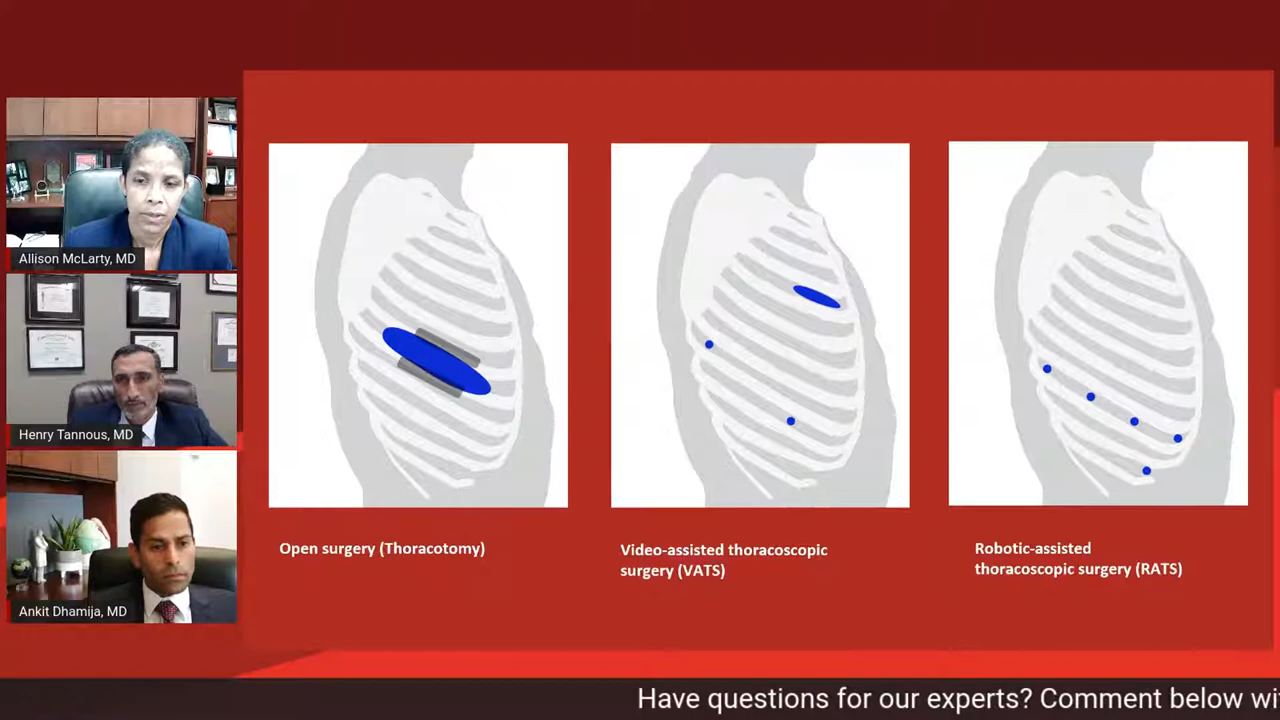 Allison McLarty, MD
Henry Tannous, MD
Ankit Dhamija, MD
Open surgery (Thoracotomy)
Video-assisted thoracoscopic
surgery (VATS)
Robotic-assisted
thoracoscopic surgery (RATS)
Have questions for our experts? Comment below wi